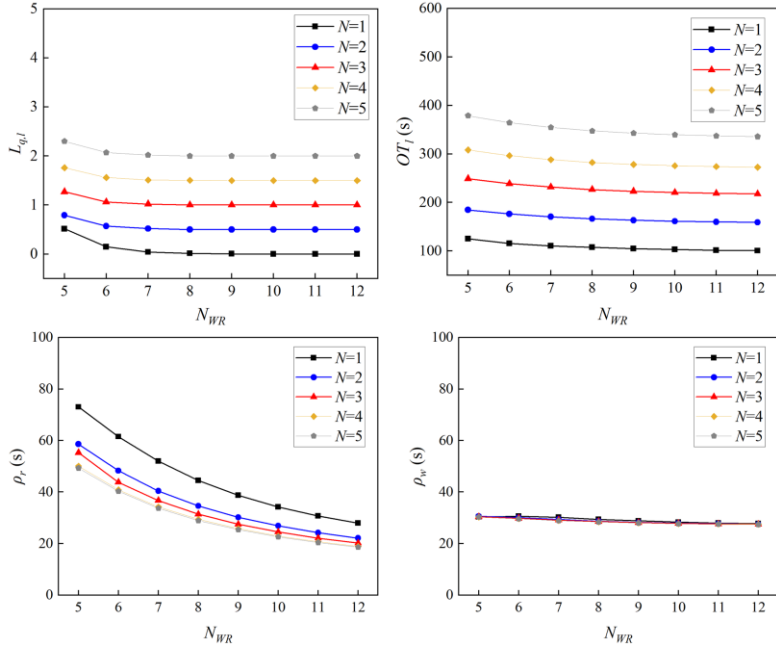 5
4
3
2
1
0
L_{q,l}
5 6 7 8 9 10 11 12
N_{WR}
N=1
N=2
N=3
N=4
N=5
600
500
400
300
200
100
OT_l (s)
5 6 7 8 9 10 11 12
N_{WR}
N=1
N=2
N=3
N=4
N=5
100
80
60
40
20
0
ρ_r (s)
5 6 7 8 9 10 11 12
N_{WR}
N=1
N=2
N=3
N=4
N=5
100
80
60
40
20
0
ρ_w (s)
5 6 7 8 9 10 11 12
N_{WR}
N=1
N=2
N=3
N=4
N=5